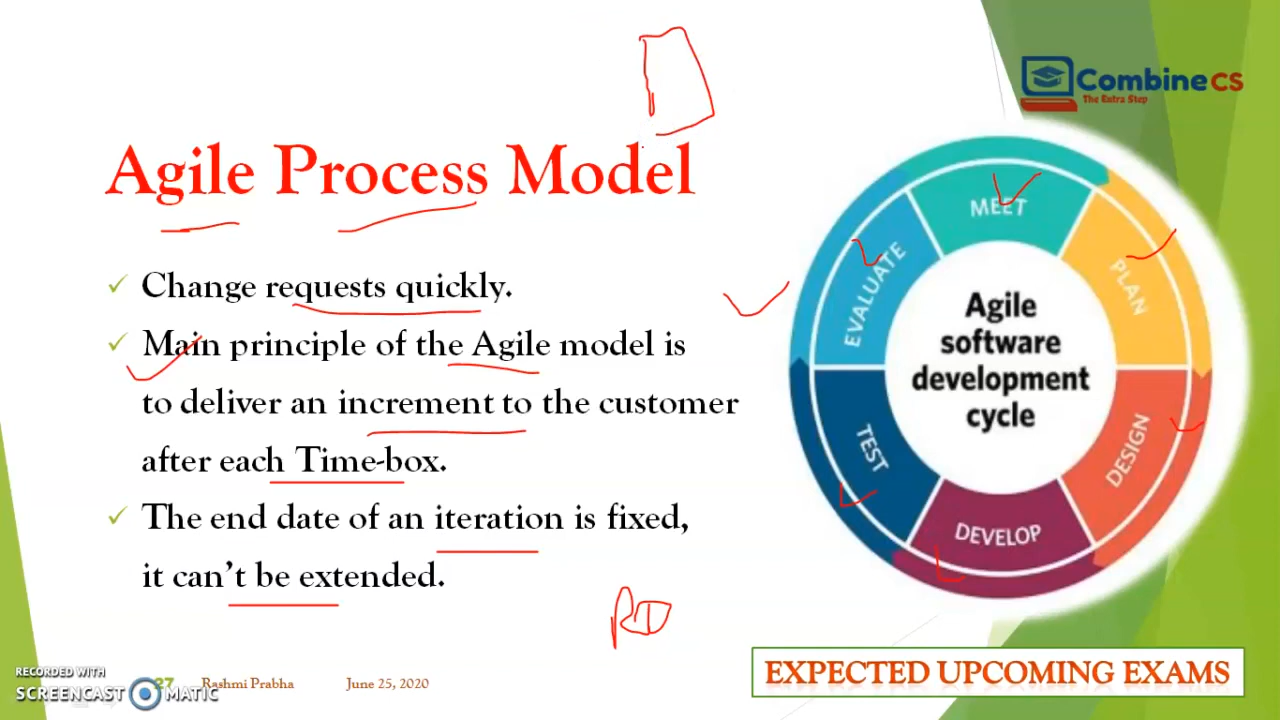 Combine CS
The Extra Step
Agile Process Model
Change requests quickly.
Main principle of the Agile model is
to deliver an increment to the customer
after each Time-box.
The end date of an iteration is fixed,
it can't be extended.
MEET
PLAN
DESIGN
DEVELOP
TEST
EVALUATE
Agile
software
development
cycle
EXPECTED UPCOMING EXAMS
RECORDED WITH
SCREENCAST MATIC
27 Rashmi Prabha June 25, 2020